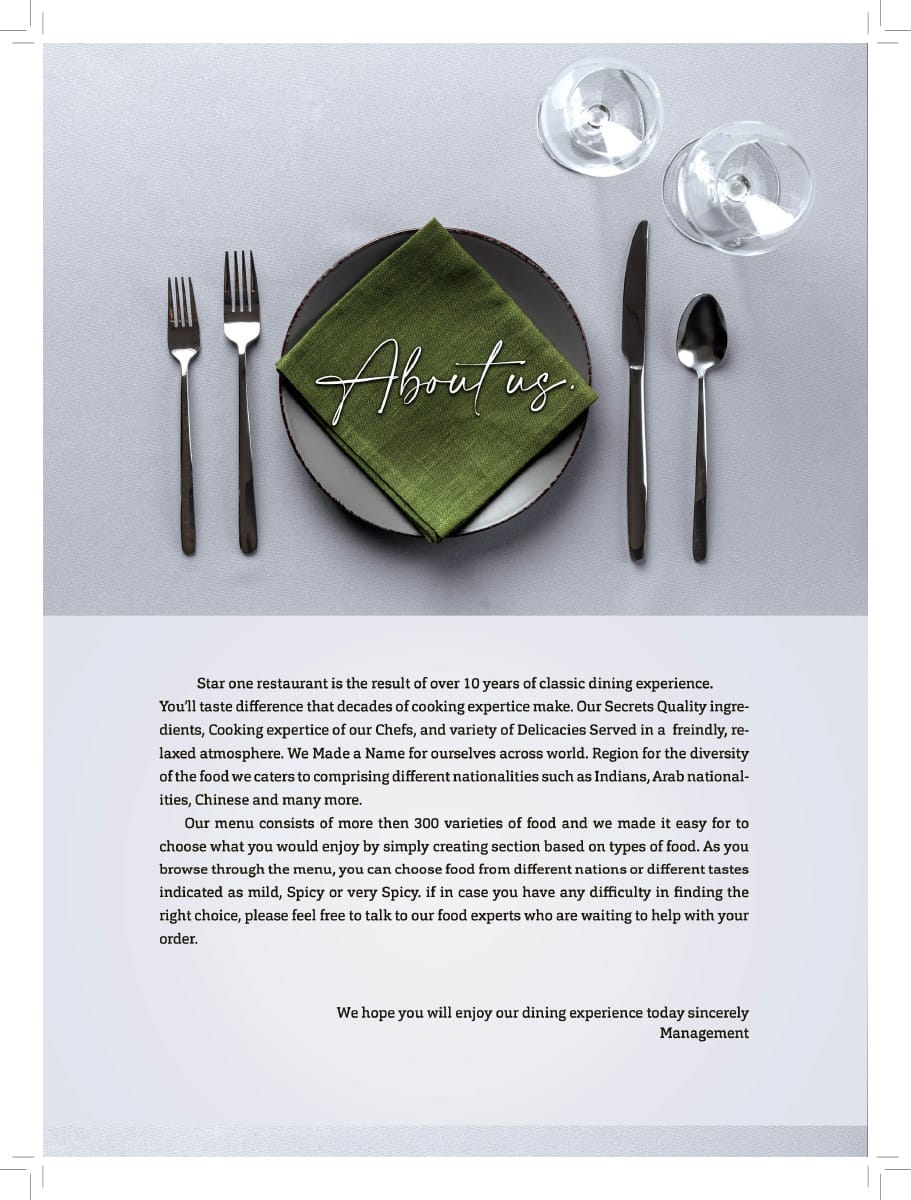 About us.
Star one restaurant is the result of over 10 years of classic dining experience.
You'll taste difference that decades of cooking expertice make. Our Secrets Quality ingre-
dients, Cooking expertice of our Chefs, and variety of Delicacies Served in a freindly, re-
laxed atmosphere. We Made a Name for ourselves across world. Region for the diversity
of the food we caters to comprising different nationalities such as Indians, Arab national-
ities, Chinese and many more.
Our menu consists of more then 300 varieties of food and we made it easy for to
choose what you would enjoy by simply creating section based on types of food. As you
browse through the menu, you can choose food from different nations or different tastes
indicated as mild, Spicy or very Spicy. if in case you have any difficulty in finding the
right choice, please feel free to talk to our food experts who are waiting to help with your
order.
We hope you will enjoy our dining experience today sincerely
Management